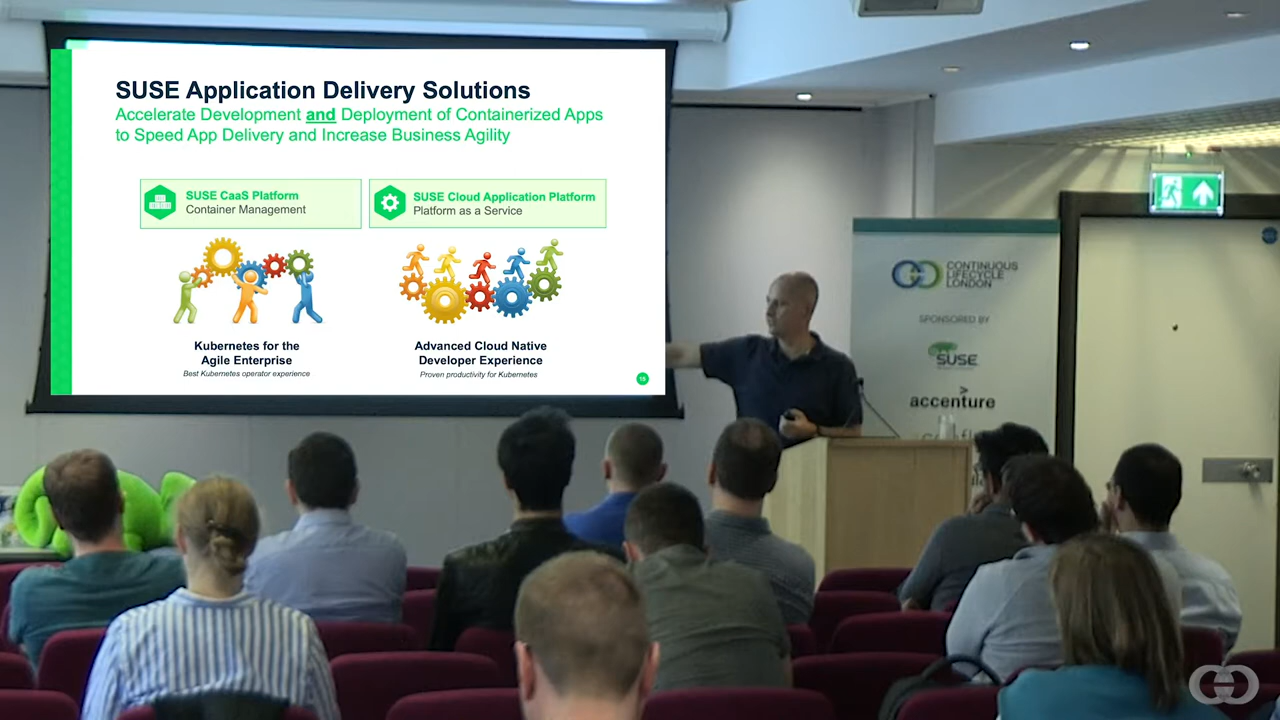 SUSE Application Delivery Solutions
Accelerate Development and Deployment of Containerized Apps
to Speed App Delivery and Increase Business Agility
SUSE CaaS Platform
Container Management
SUSE Cloud Application Platform
Platform as a Service
Kubernetes for the
Agile Enterprise
Best Kubernetes operator experience
Advanced Cloud Native
Developer Experience
Proven productivity for Kubernetes
18
CONTINUOUS
LIFECYCLE
LONDON
SPONSORED BY
SUSE
accenture